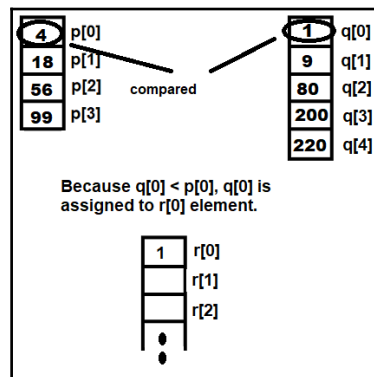 4 p[0] 1 q[0]
18 p[1] 9 q[1]
56 p[2] compared 80 q[2]
99 p[3] 200 q[3]
220 q[4]
Because q[0] < p[0], q[0] is
assigned to r[0] element.
1 r[0]
r[1]
r[2]